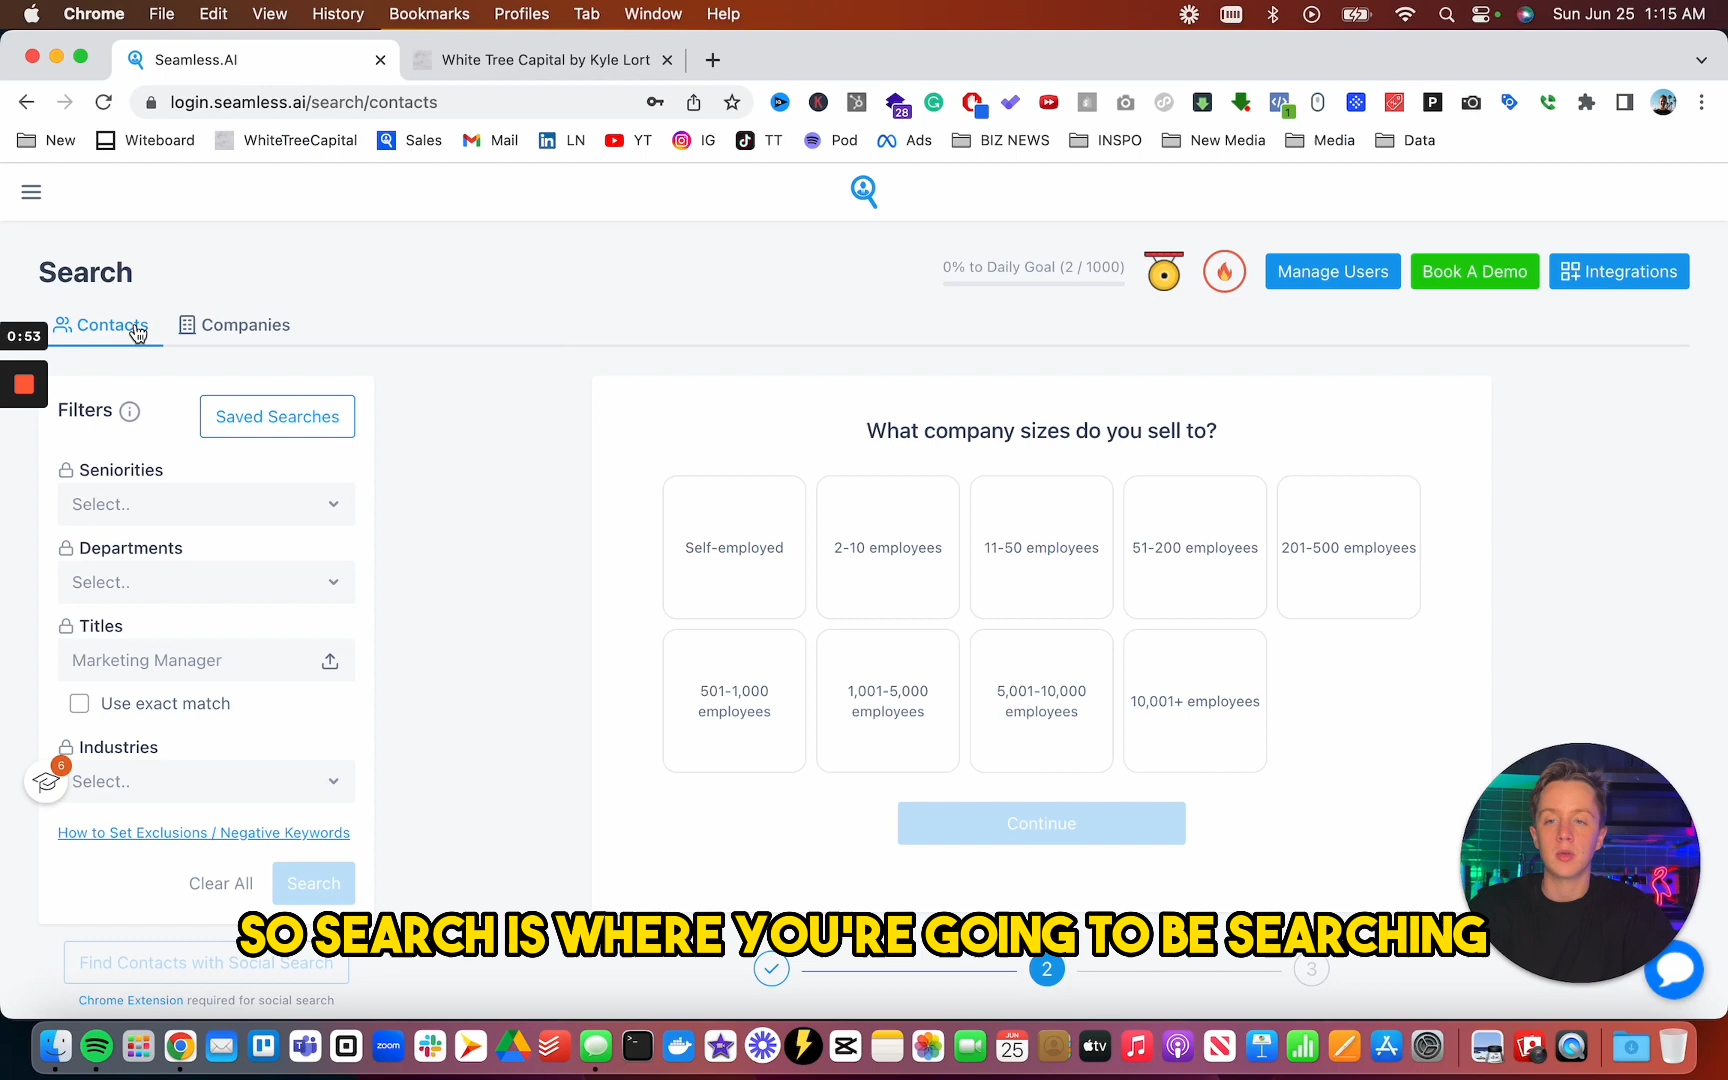 Chrome File Edit View History Bookmarks Profiles Tab Window Help Sun Jun 25 1:15 AM
Seamless.AI White Tree Capital by Kyle Lort
login.seamless.ai/search/contacts
28
1
P
New Witeboard WhiteTreeCapital Sales Mail LN YT IG TT Pod Ads BIZ NEWS INSPO New Media Media Data
Search
0% to Daily Goal (2 / 1000)
Manage Users
Book A Demo
Integrations
Contacts Companies
0:53
Filters
Saved Searches
Seniorities
Select..
Departments
Select..
Titles
Marketing Manager
Use exact match
Industries
6
Select..
How to Set Exclusions / Negative Keywords
Clear All Search
Find Contacts with Social Search
Chrome Extension required for social search
What company sizes do you sell to?
Self-employed 2-10 employees 11-50 employees 51-200 employees 201-500 employees
501-1,000 employees
1,001-5,000 employees
5,001-10,000 employees
10,001+ employees
Continue
SO SEARCH IS WHERE YOU'RE GOING TO BE SEARCHING
2 3
zoom
JUN
25
tv